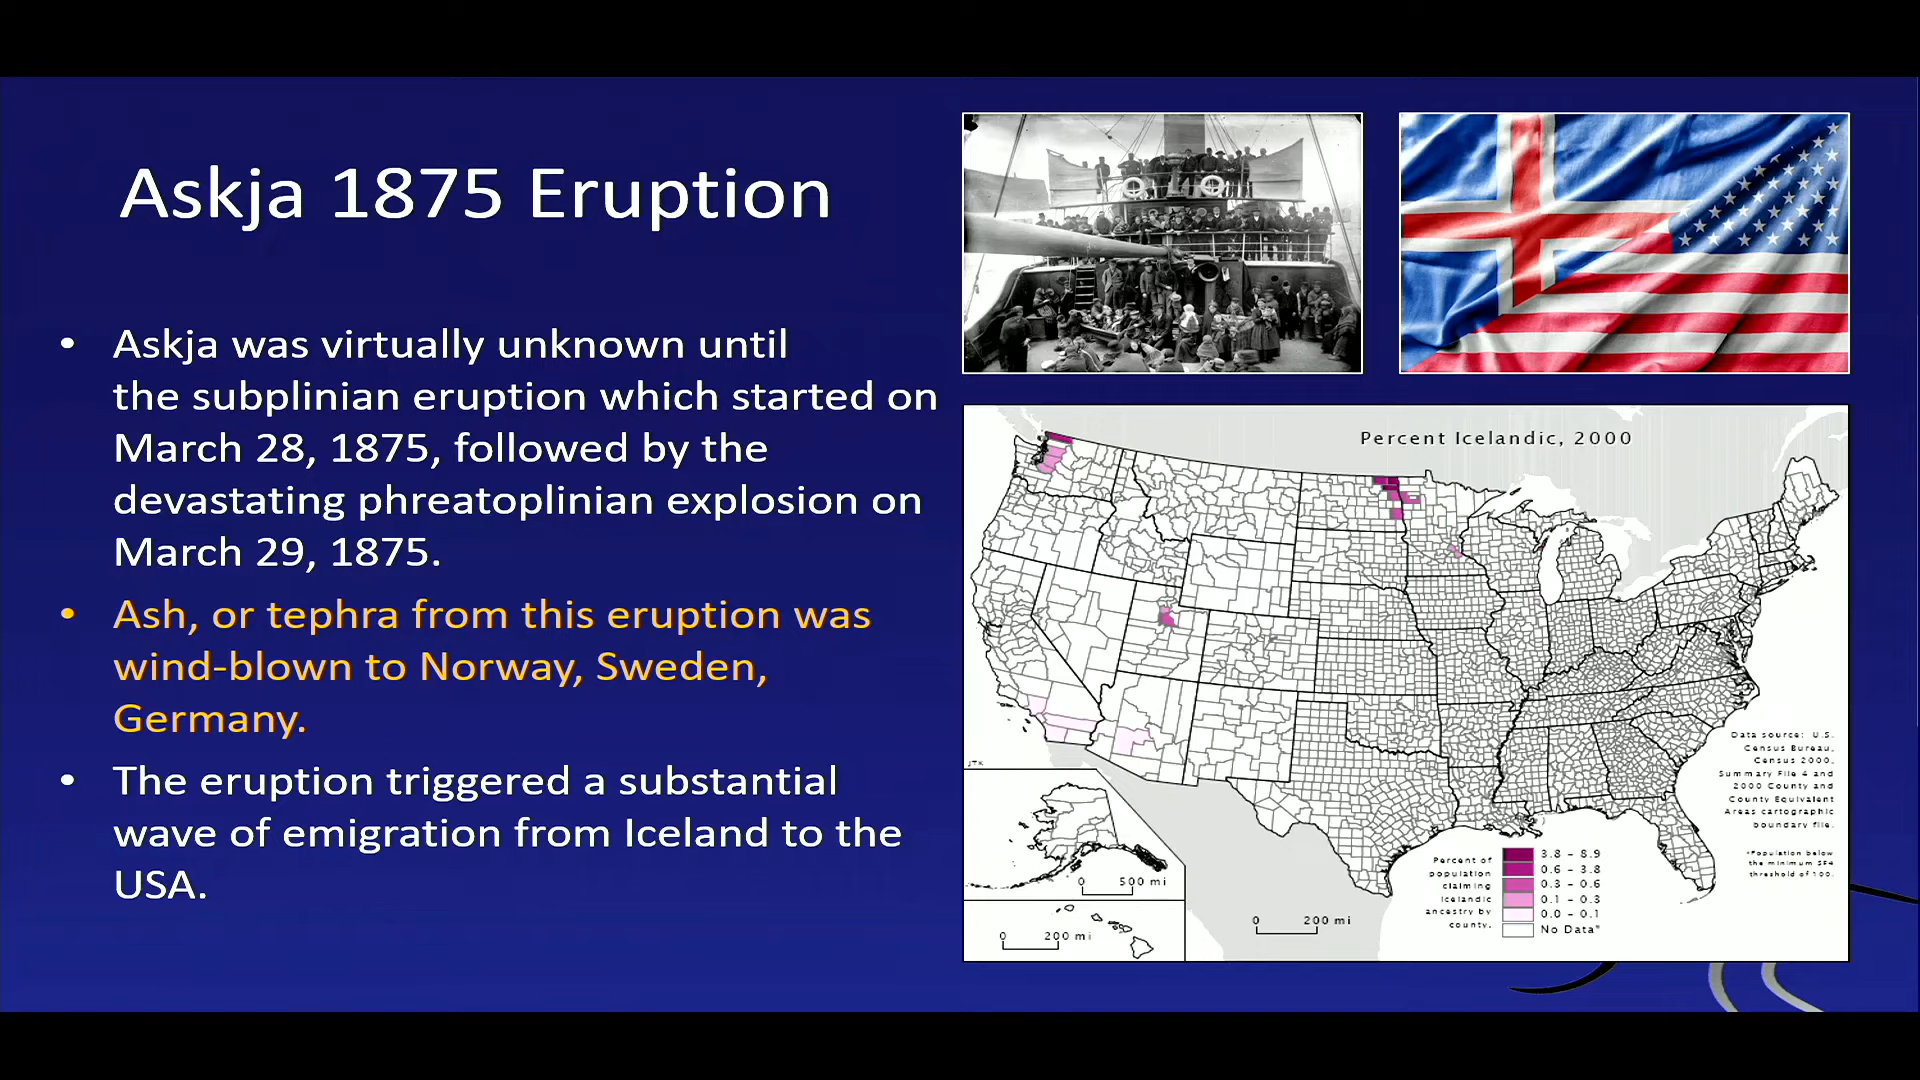 Askja 1875 Eruption
• Askja was virtually unknown until
the subplinian eruption which started on
March 28, 1875, followed by the
devastating phreatoplinian explosion on
March 29, 1875.
• Ash, or tephra from this eruption was
wind-blown to Norway, Sweden,
Germany.
• The eruption triggered a substantial
wave of emigration from Iceland to the
USA.
Percent Icelandic, 2000
Data source: U.S.
Census Bureau,
Census 2000,
Summary File 4 and
2000 County and
County Equivalent
Areas cartographic
boundary file.
*Population below
the minimum SF4
threshold of 100.
JTK
0 500 mi
0 200 mi
0 200 mi
Percent of
population
claiming
Icelandic
ancestry by
county.
3.8 – 8.9
0.6 – 3.8
0.3 – 0.6
0.1 – 0.3
0.0 – 0.1
No Data*